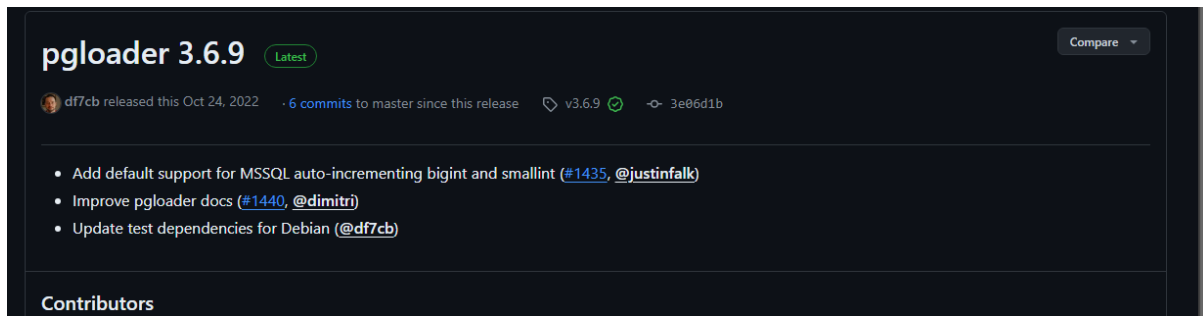 pgloader 3.6.9 Latest Compare
df7cb released this Oct 24, 2022 · 6 commits to master since this release v3.6.9 3e06d1b
• Add default support for MSSQL auto-incrementing bigint and smallint (#1435, @justinfalk)
• Improve pgloader docs (#1440, @dimitri)
• Update test dependencies for Debian (@df7cb)
Contributors